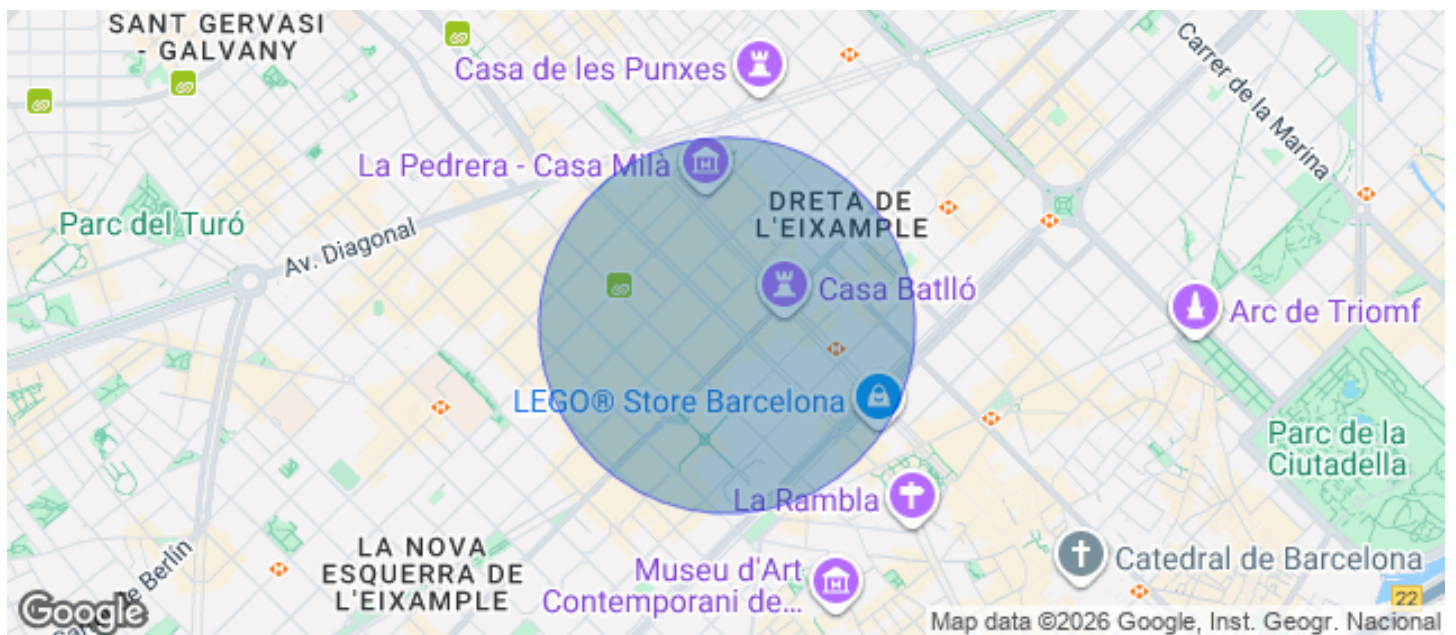 SANT GERVASI
- GALVANY
Casa de les Punxes
Carrer de la Marina
La Pedrera - Casa Milà
DRETA DE
L'EIXAMPLE
Parc del Turó
Av. Diagonal
Casa Batlló
Arc de Triomf
LEGO® Store Barcelona
Parc de la
Ciutadella
La Rambla
LA NOVA
ESQUERRA DE
L'EIXAMPLE
Museu d'Art
Contemporani de...
Catedral de Barcelona
de Berlín
22
Google
Map data ©2026 Google, Inst. Geogr. Nacional